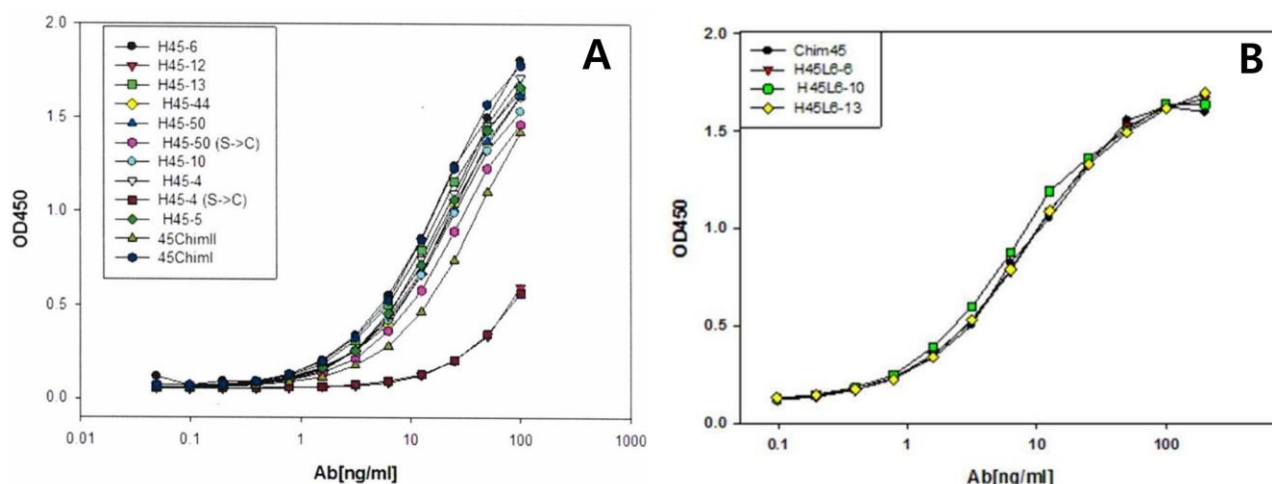 A
2.0
1.5
1.0
0.5
0.0
OD450
H45-6
H45-12
H45-13
H45-44
H45-50
H45-50 (S->C)
H45-10
H45-4
H45-4 (S->C)
H45-5
45ChimII
45ChimI
0.01 0.1 1 10 100 1000
Ab[ng/ml]
B
2.0
1.5
1.0
0.5
0.0
OD450
Chim45
H45L6-6
H45L6-10
H45L6-13
0.1 1 10 100
Ab[ng/ml]